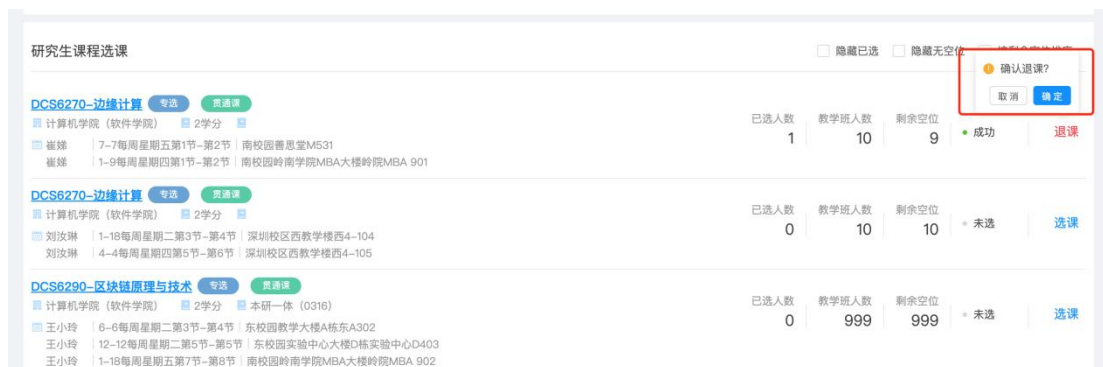 研究生课程选课
隐藏已选 隐藏无空位
确认退课?
取消 确定
DCS6270-边缘计算 专选 贯通课
计算机学院（软件学院） 2学分
崔娣 7-7每周星期五第1节-第2节 南校园善思堂M531
崔娣 1-9每周星期四第1节-第2节 南校园岭南学院MBA大楼岭院MBA 901
已选人数 教学班人数 剩余空位
1 10 9 成功 退课
DCS6270-边缘计算 专选 贯通课
计算机学院（软件学院） 2学分
刘汝琳 1-18每周星期二第3节-第4节 深圳校区西教学楼西4-104
刘汝琳 4-4每周星期四第5节-第6节 深圳校区西教学楼西4-105
已选人数 教学班人数 剩余空位
0 10 10 未选 选课
DCS6290-区块链原理与技术 专选 贯通课
计算机学院（软件学院） 2学分 本研一体（0316）
王小玲 6-6每周星期二第3节-第4节 东校园教学大楼A栋东A302
王小玲 12-12每周星期二第5节-第5节 东校园实验中心大楼D栋实验中心D403
王小玲 1-18每周星期五第7节-第8节 南校园岭南学院MBA大楼岭院MBA 902
已选人数 教学班人数 剩余空位
0 999 999 未选 选课